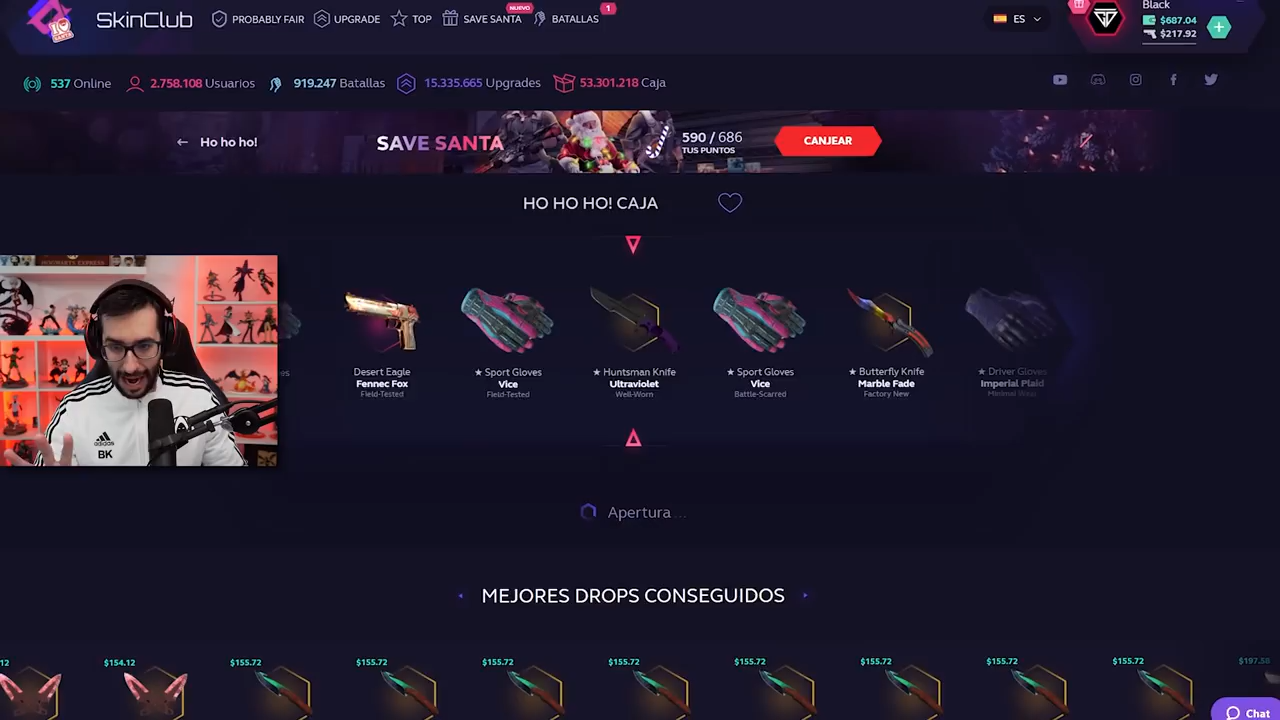 SkinClub
PROBABLY FAIR
UPGRADE
TOP
NUEVO
SAVE SANTA
1
BATALLAS
ES
Black
$687.04
$217.92
537 Online
2.758.108 Usuarios
919.247 Batallas
15.335.665 Upgrades
53.301.218 Caja
Ho ho ho!
SAVE SANTA
590 / 686
TUS PUNTOS
CANJEAR
HO HO HO! CAJA
Desert Eagle
Fennec Fox
Field-Tested
★ Sport Gloves
Vice
Field-Tested
★ Huntsman Knife
Ultraviolet
Well-Worn
★ Sport Gloves
Vice
Battle-Scarred
★ Butterfly Knife
Marble Fade
Factory New
★ Driver Gloves
Imperial Plaid
Minimal Wear
HOGWARTS EXPRESS
adidas
BK
Apertura ...
MEJORES DROPS CONSEGUIDOS
$154.12
$155.72
$155.72
$155.72
$155.72
$155.72
$155.72
$155.72
$155.72
Chat